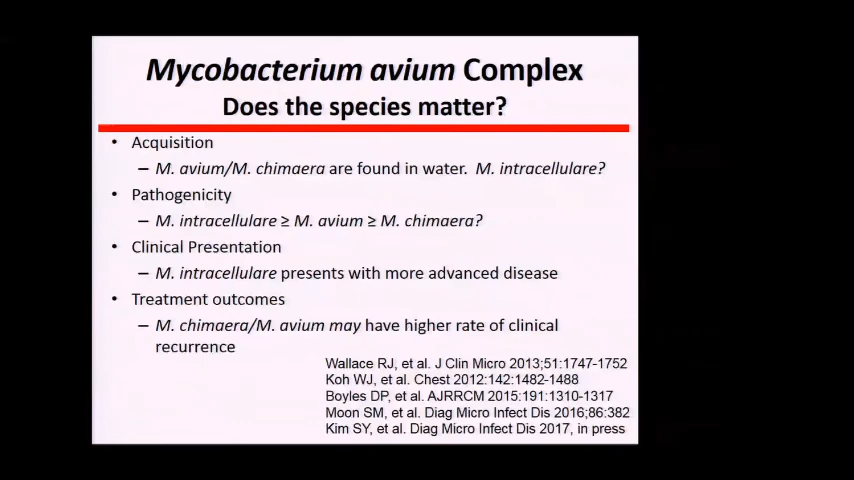 Mycobacterium avium Complex
Does the species matter?
• Acquisition
– M. avium/M. chimaera are found in water. M. intracellulare?
• Pathogenicity
– M. intracellulare ≥ M. avium ≥ M. chimaera?
• Clinical Presentation
– M. intracellulare presents with more advanced disease
• Treatment outcomes
– M. chimaera/M. avium may have higher rate of clinical
recurrence
Wallace RJ, et al. J Clin Micro 2013;51:1747-1752
Koh WJ, et al. Chest 2012:142:1482-1488
Boyles DP, et al. AJRRCM 2015:191:1310-1317
Moon SM, et al. Diag Micro Infect Dis 2016;86:382
Kim SY, et al. Diag Micro Infect Dis 2017, in press